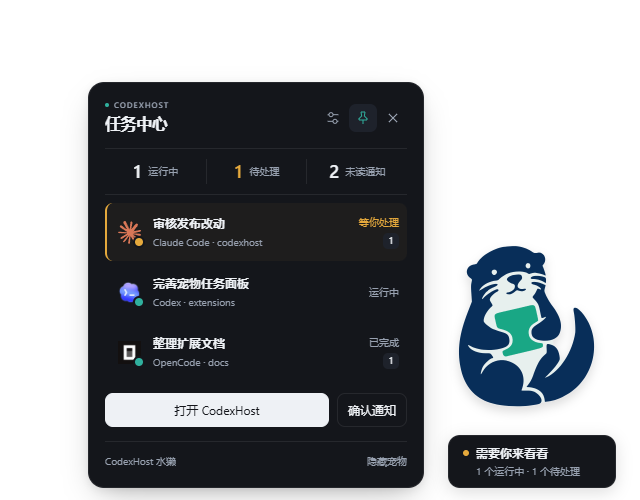 CODEXHOST
任务中心
1 运行中 1 待处理 2 未读通知
审核发布改动 等你处理
Claude Code · codexhost 1
完善宠物任务面板
Codex · extensions 运行中
整理扩展文档 已完成
OpenCode · docs 1
打开 CodexHost 确认通知
CodexHost 水獭 隐藏宠物
需要你来看看
1 个运行中 · 1 个待处理